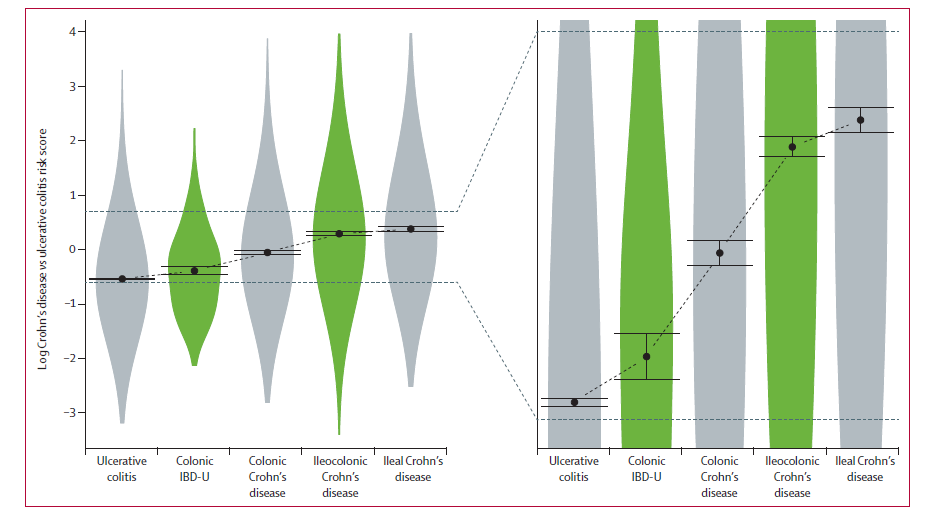 Log Crohn's disease vs ulcerative colitis risk score
4
3
2
1
0
–1
–2
–3
Ulcerative
colitis
Colonic
IBD-U
Colonic
Crohn's
disease
Ileocolonic
Crohn's
disease
Ileal Crohn's
disease
Ulcerative
colitis
Colonic
IBD-U
Colonic
Crohn's
disease
Ileocolonic
Crohn's
disease
Ileal Crohn's
disease